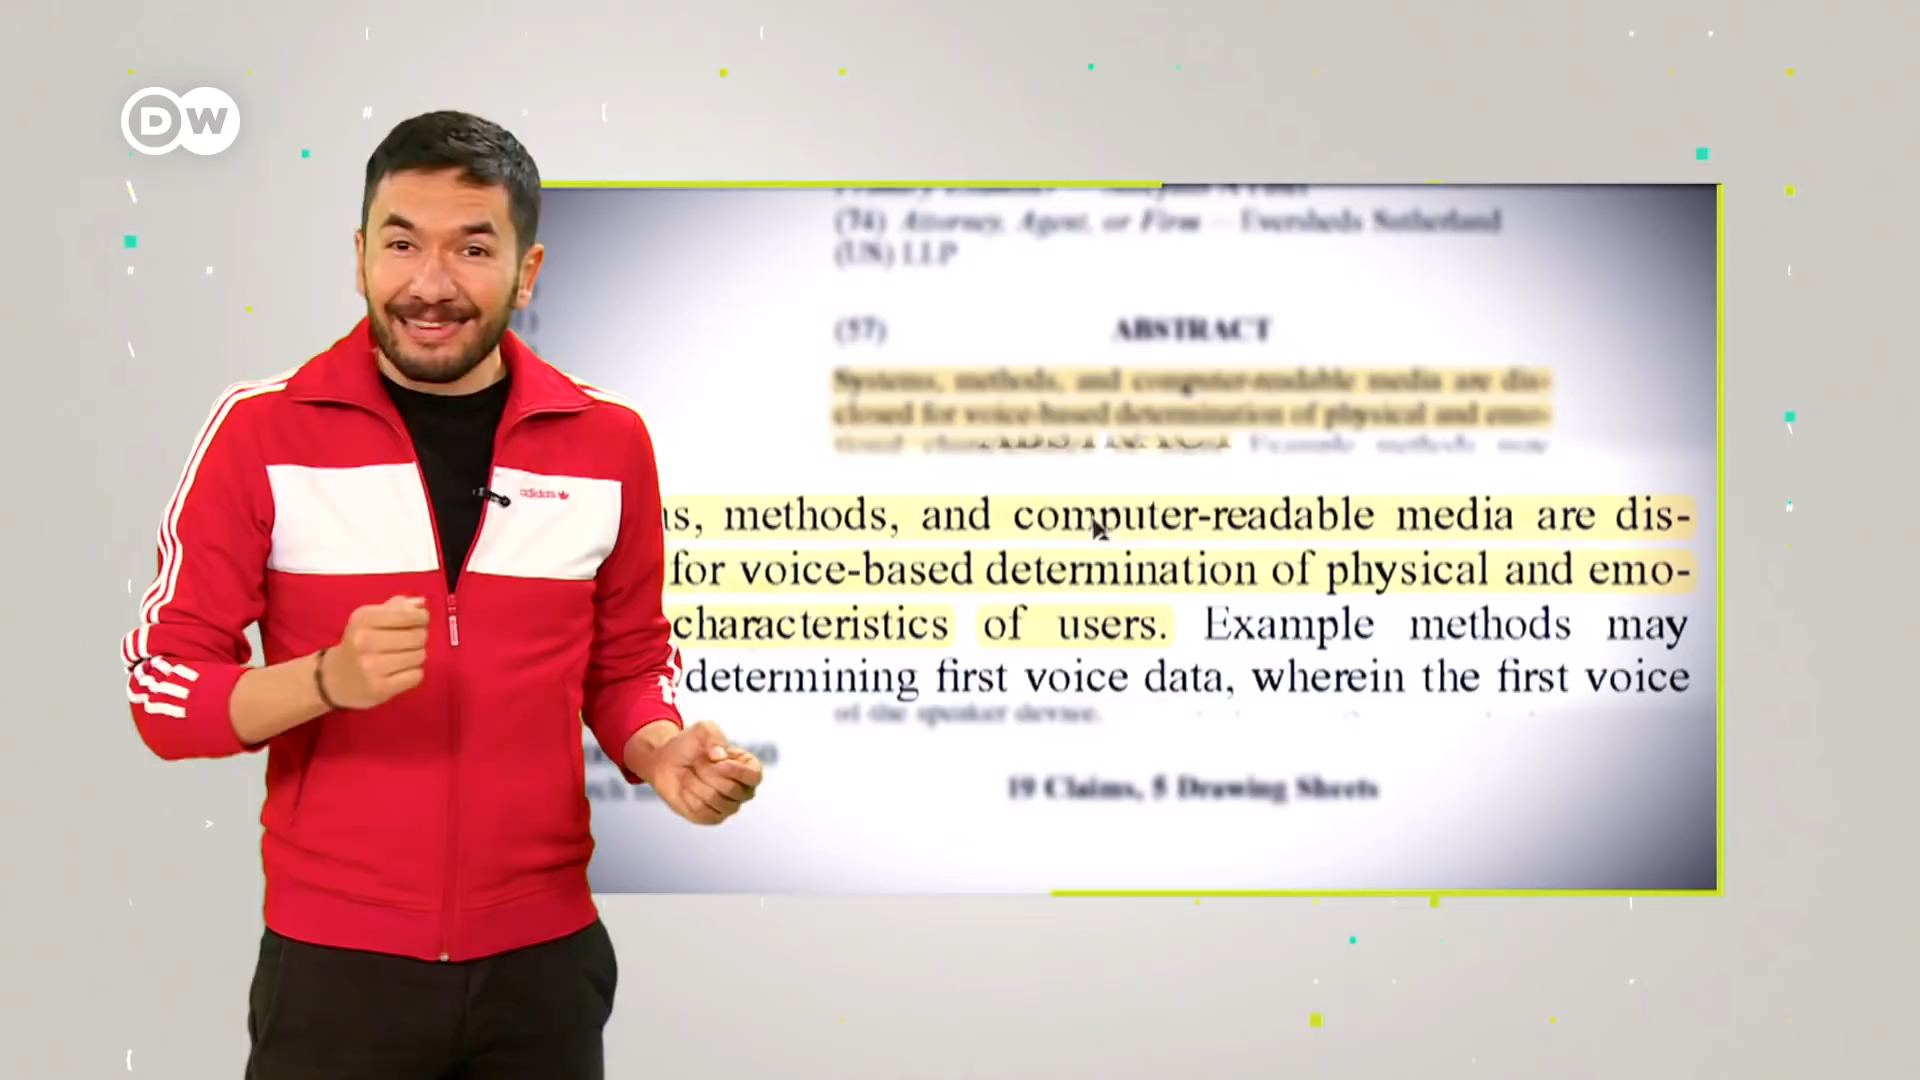 DW
(74) Attorney, Agent, or Firm — Eversheds Sutherland
(US) LLP
(57) ABSTRACT
Systems, methods, and computer-readable media are dis-
closed for voice-based determination of physical and emo-
adidas
s, methods, and computer-readable media are dis-
for voice-based determination of physical and emo-
characteristics of users. Example methods may
determining first voice data, wherein the first voice
of the speaker device.
19 Claims, 5 Drawing Sheets